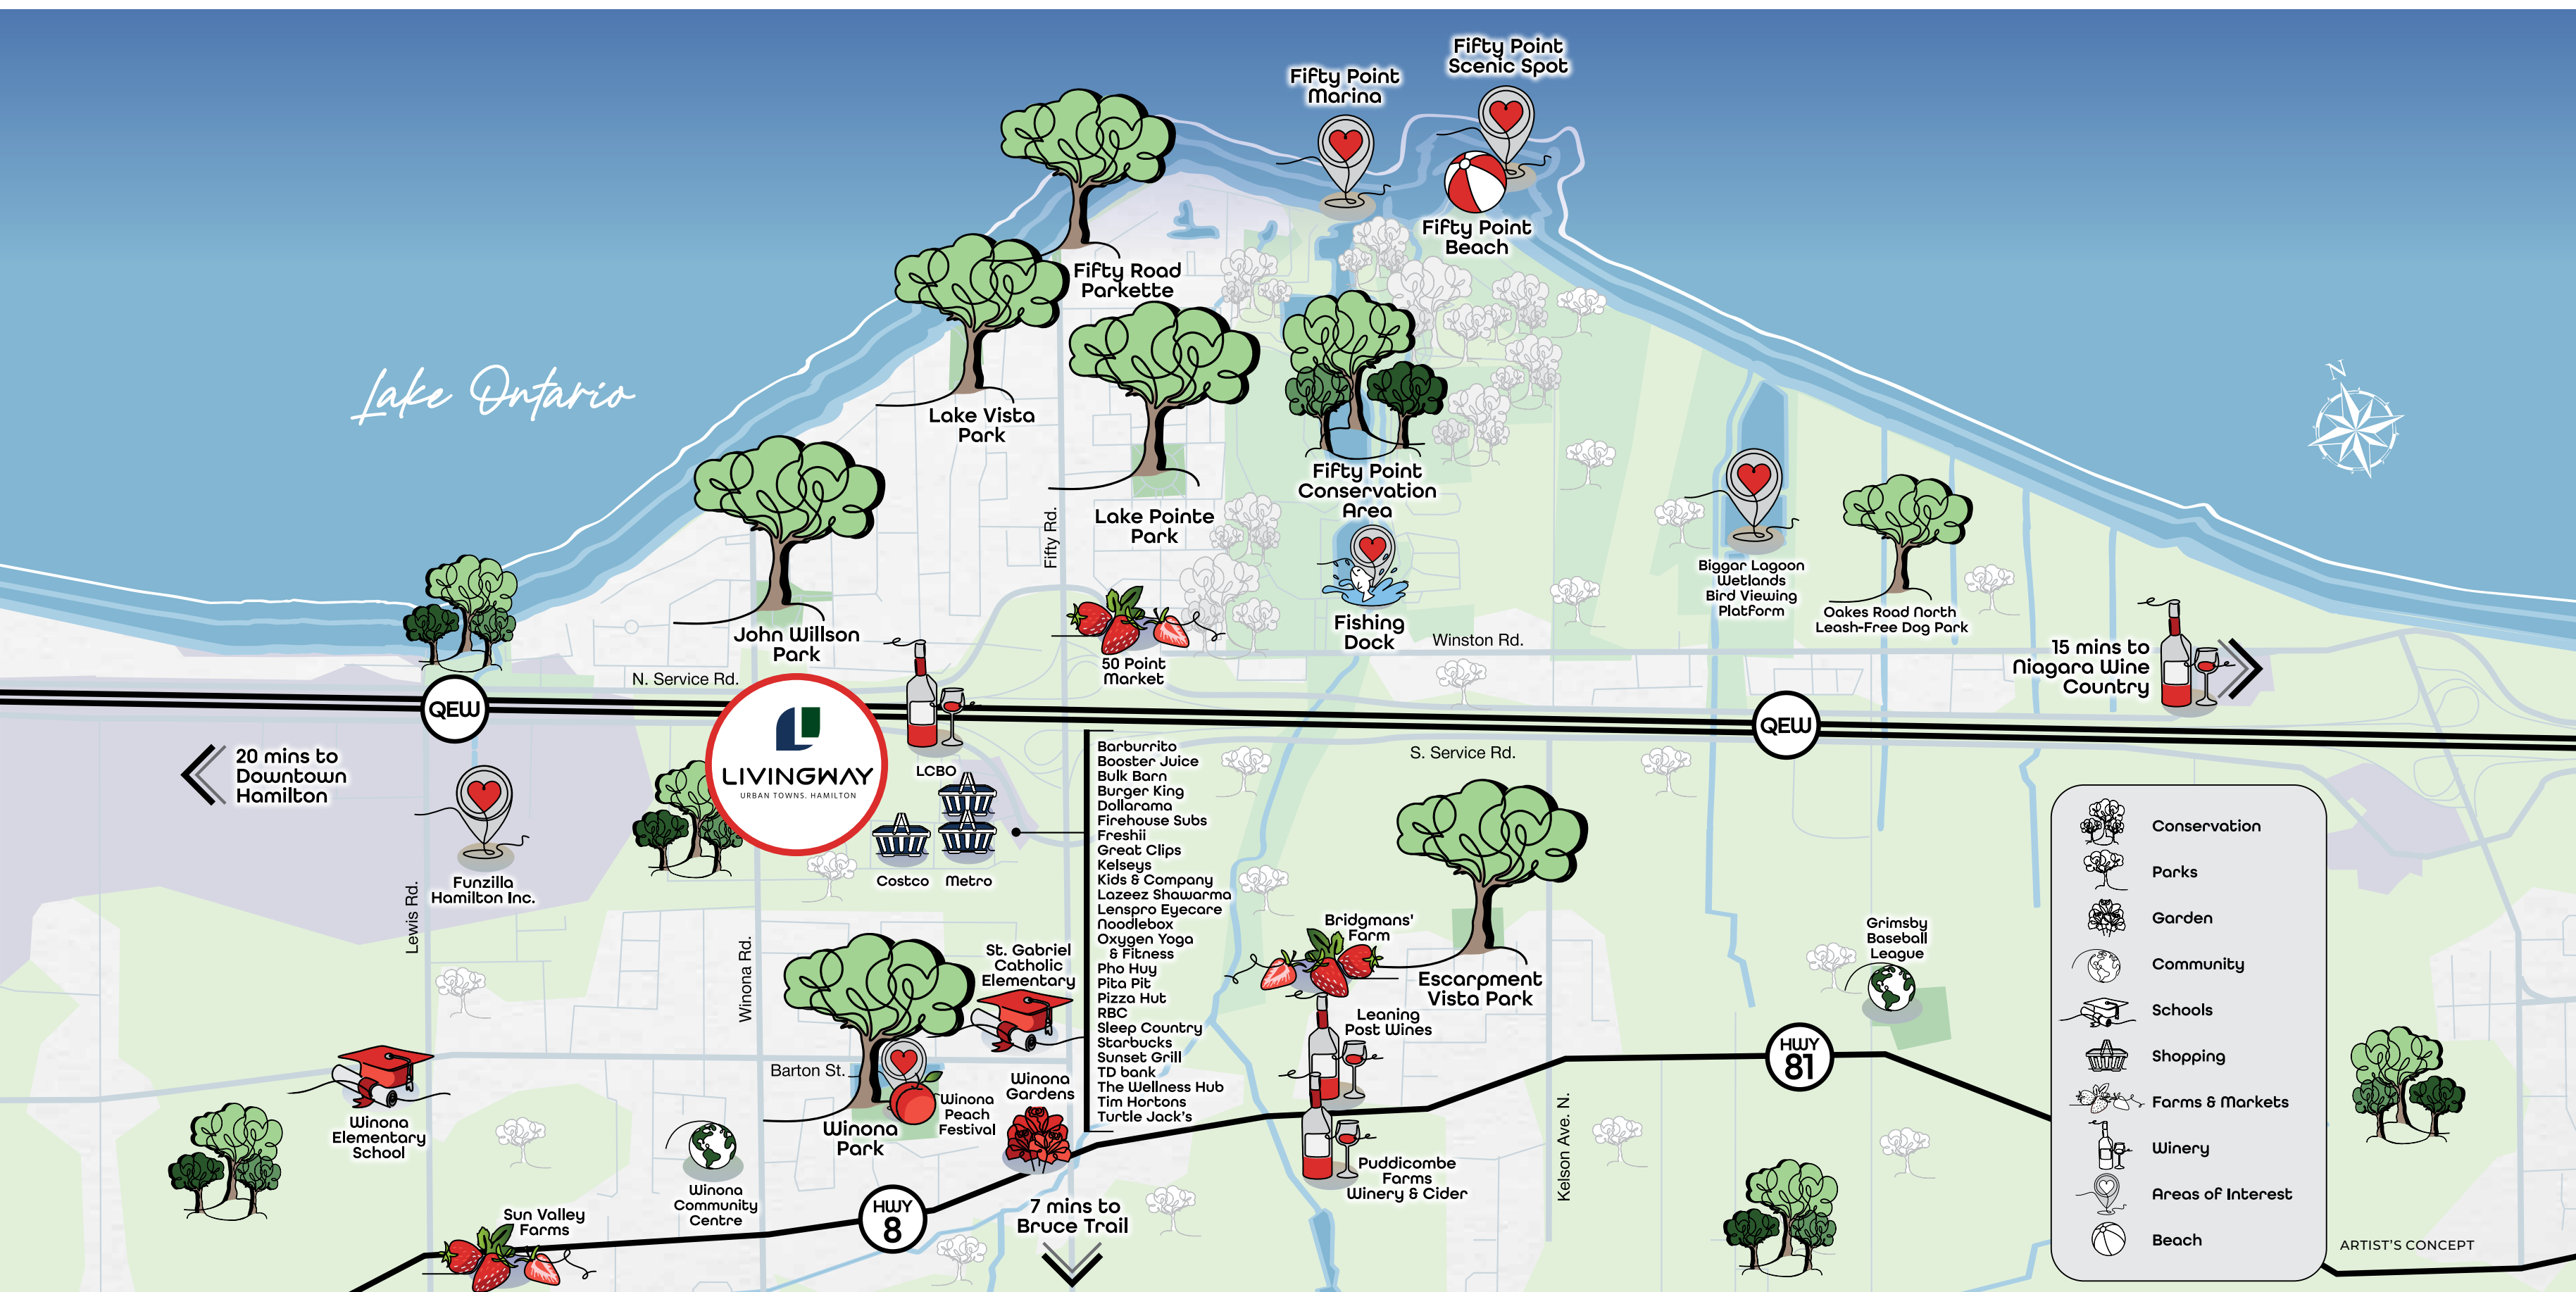 Fifty Point
Scenic Spot
Fifty Point
Marina
Fifty Point
Beach
Fifty Road
Parkette
Lake Ontario
Lake Vista
Park
N
Fifty Point
Conservation
Area
Fifty Rd.
Lake Pointe
Park
Biggar Lagoon
Wetlands
Bird Viewing
Platform
Oakes Road North
Leash-Free Dog Park
John Willson
Park
Fishing
Dock
Winston Rd.
50 Point
Market
15 mins to
Niagara Wine
Country
N. Service Rd.
QEW
QEW
20 mins to
Downtown
Hamilton
LIVINGWAY
URBAN TOWNS. HAMILTON
LCBO
Costco
Metro
S. Service Rd.
Barburrito
Booster Juice
Bulk Barn
Burger King
Dollarama
Firehouse Subs
Freshii
Great Clips
Kelseys
Kids & Company
Lazeez Shawarma
Lenspro Eyecare
Noodlebox
Oxygen Yoga
& Fitness
Pho Huy
Pita Pit
Pizza Hut
RBC
Sleep Country
Starbucks
Sunset Grill
TD bank
The Wellness Hub
Tim Hortons
Turtle Jack's
Funzilla
Hamilton Inc.
Lewis Rd.
Winona Rd.
St. Gabriel
Catholic
Elementary
Bridgmans'
Farm
Escarpment
Vista Park
Grimsby
Baseball
League
Leaning
Post Wines
HWY
81
Barton St.
Winona
Gardens
Winona
Peach
Festival
Winona
Park
Winona
Elementary
School
Kelson Ave. N.
Puddicombe
Farms
Winery & Cider
Winona
Community
Centre
HWY
8
7 mins to
Bruce Trail
Sun Valley
Farms
Conservation
Parks
Garden
Community
Schools
Shopping
Farms & Markets
Winery
Areas of Interest
Beach
ARTIST'S CONCEPT